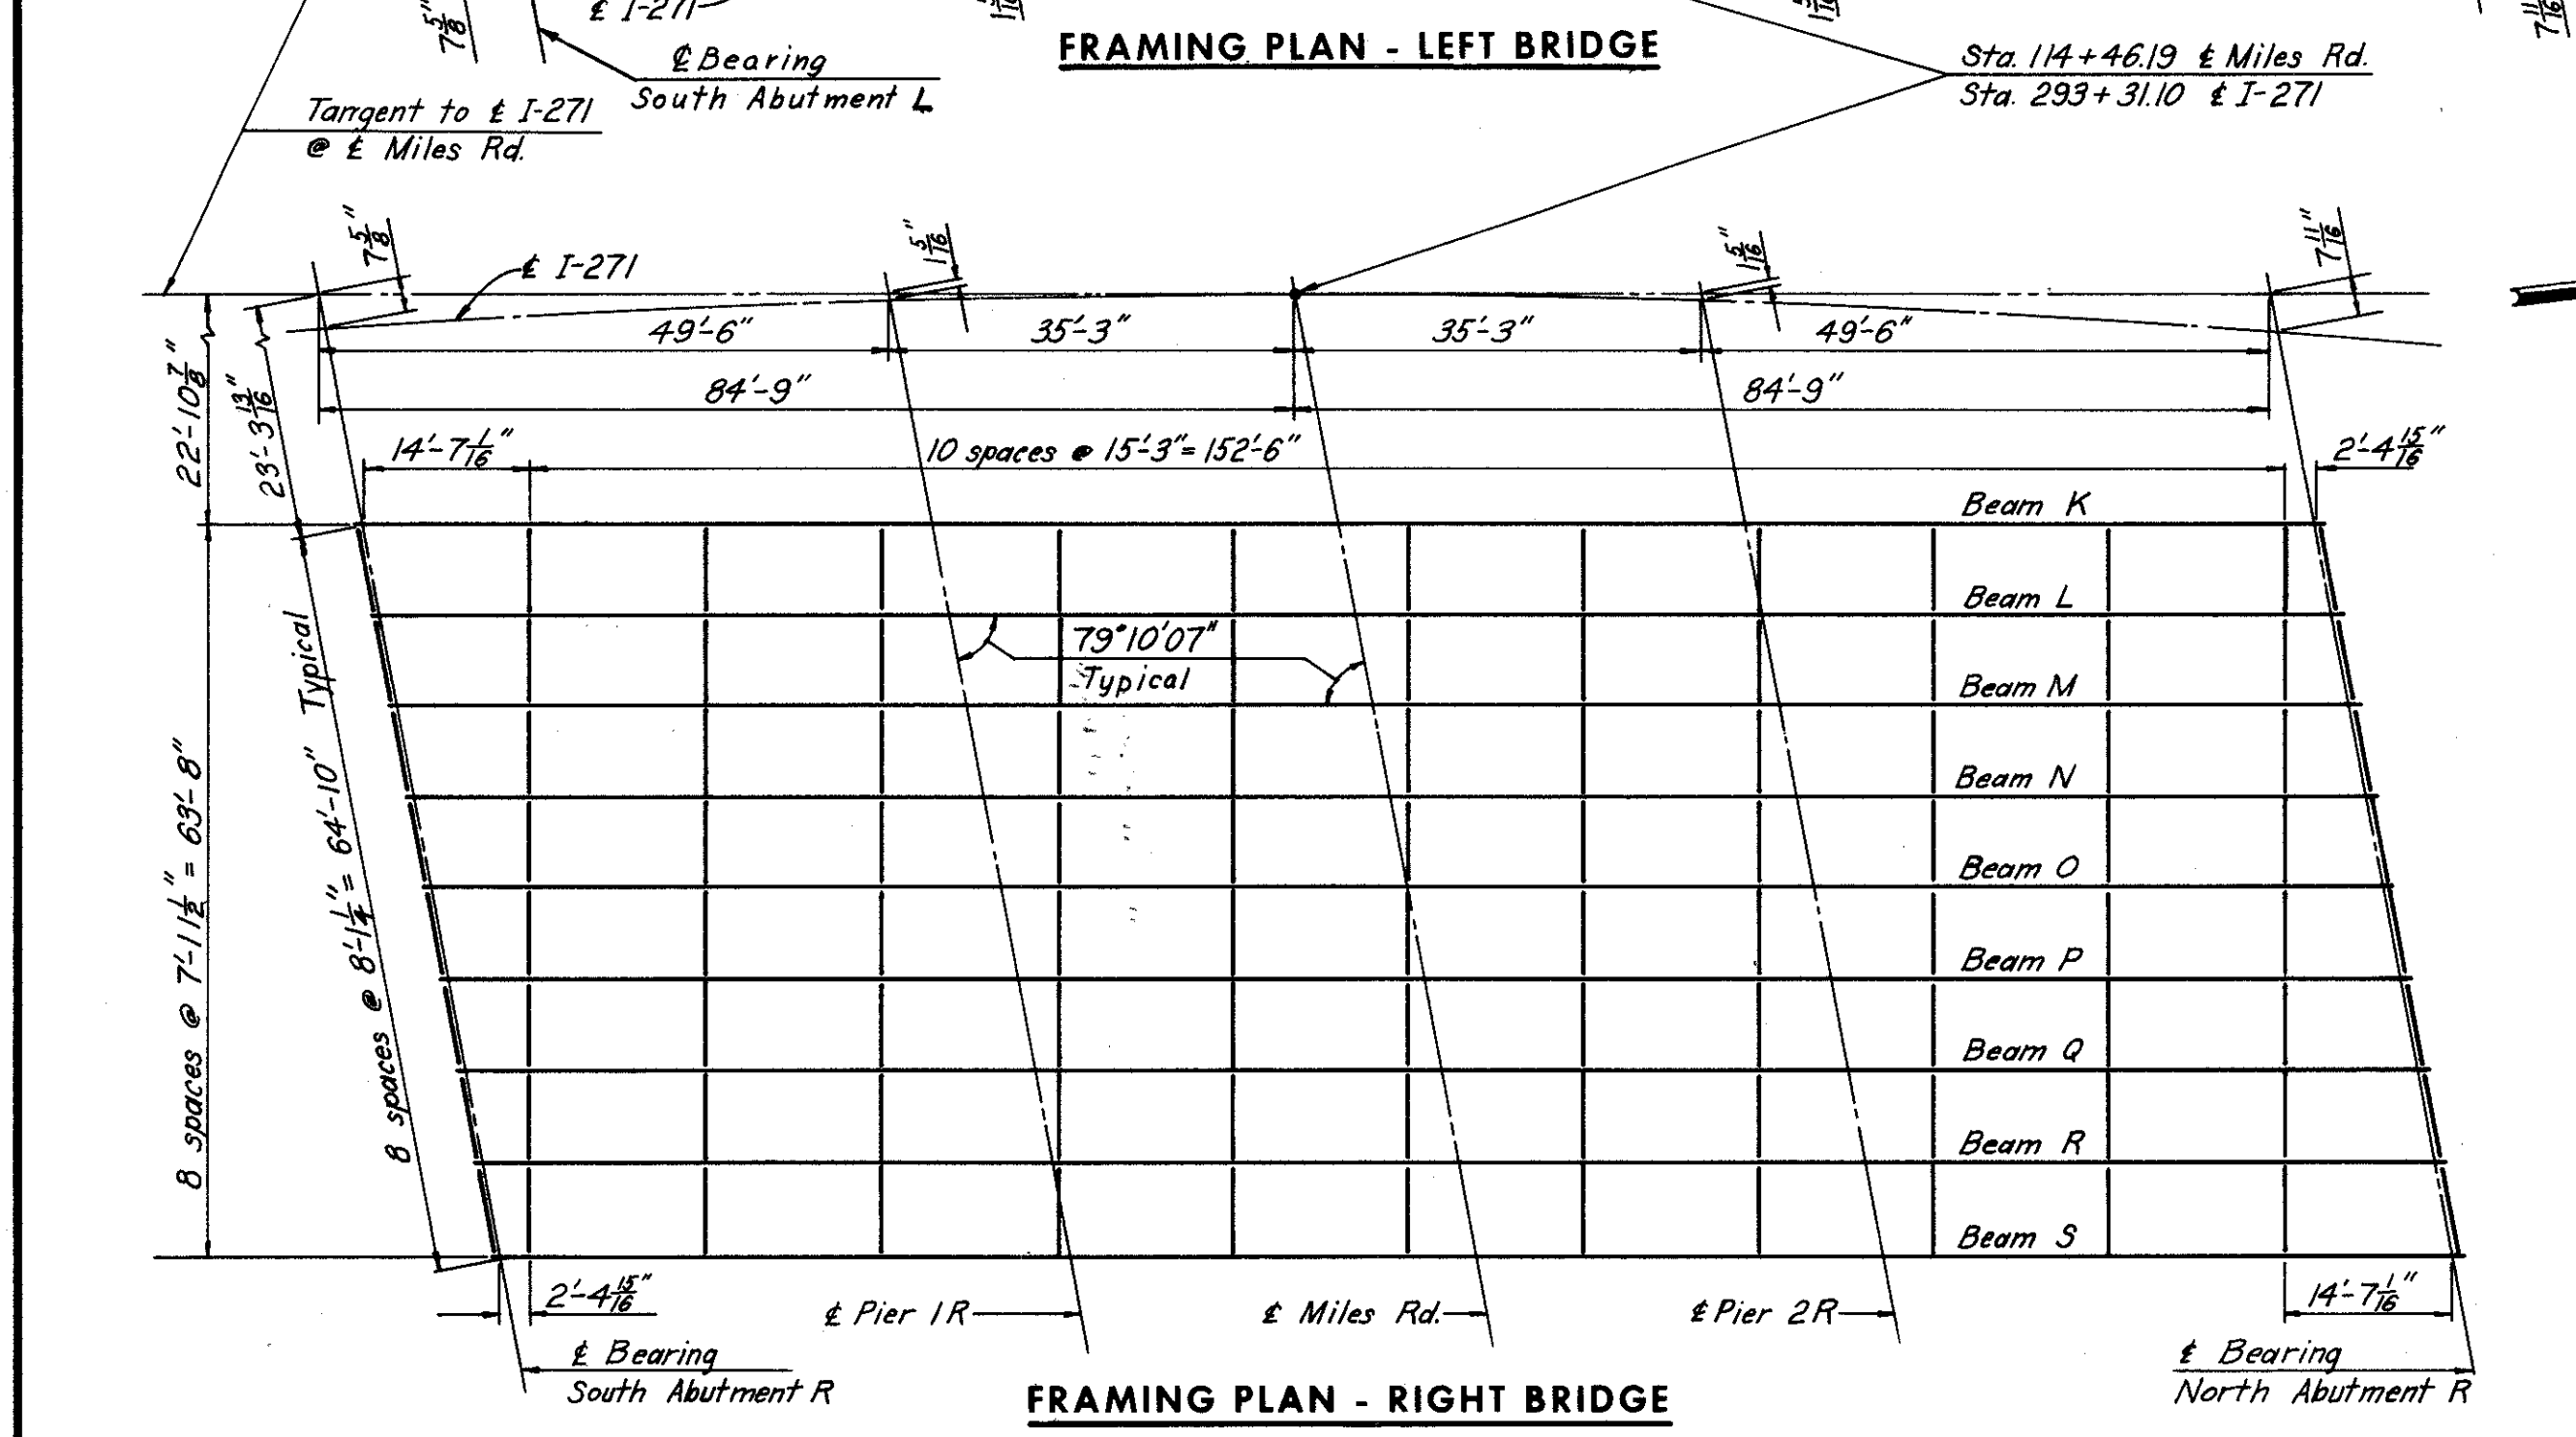 7 5/8"
℄ I-271
℄ Bearing
South Abutment L
FRAMING PLAN - LEFT BRIDGE
Sta. 114+46.19 ℄ Miles Rd.
Sta. 293+31.10 ℄ I-271
Tangent to ℄ I-271
@ ℄ Miles Rd.
7 5/8"
℄ I-271
1 5/16"
1 5/16"
7 11/16"
49'-6"
35'-3"
35'-3"
49'-6"
84'-9"
84'-9"
22'-10 7/8"
23'-3 13/16"
14'-7 1/16"
10 spaces @ 15'-3" = 152'-6"
2'-4 15/16"
Beam K
Beam L
79°10'07"
Typical
Beam M
Beam N
Beam O
Beam P
Beam Q
Beam R
Beam S
8 spaces @ 7'-11 1/2" = 63'-8"
8 spaces @ 8'-1 1/4" = 64'-10" Typical
2'-4 15/16"
℄ Pier 1R
℄ Miles Rd.
℄ Pier 2R
14'-7 1/16"
℄ Bearing
South Abutment R
FRAMING PLAN - RIGHT BRIDGE
℄ Bearing
North Abutment R